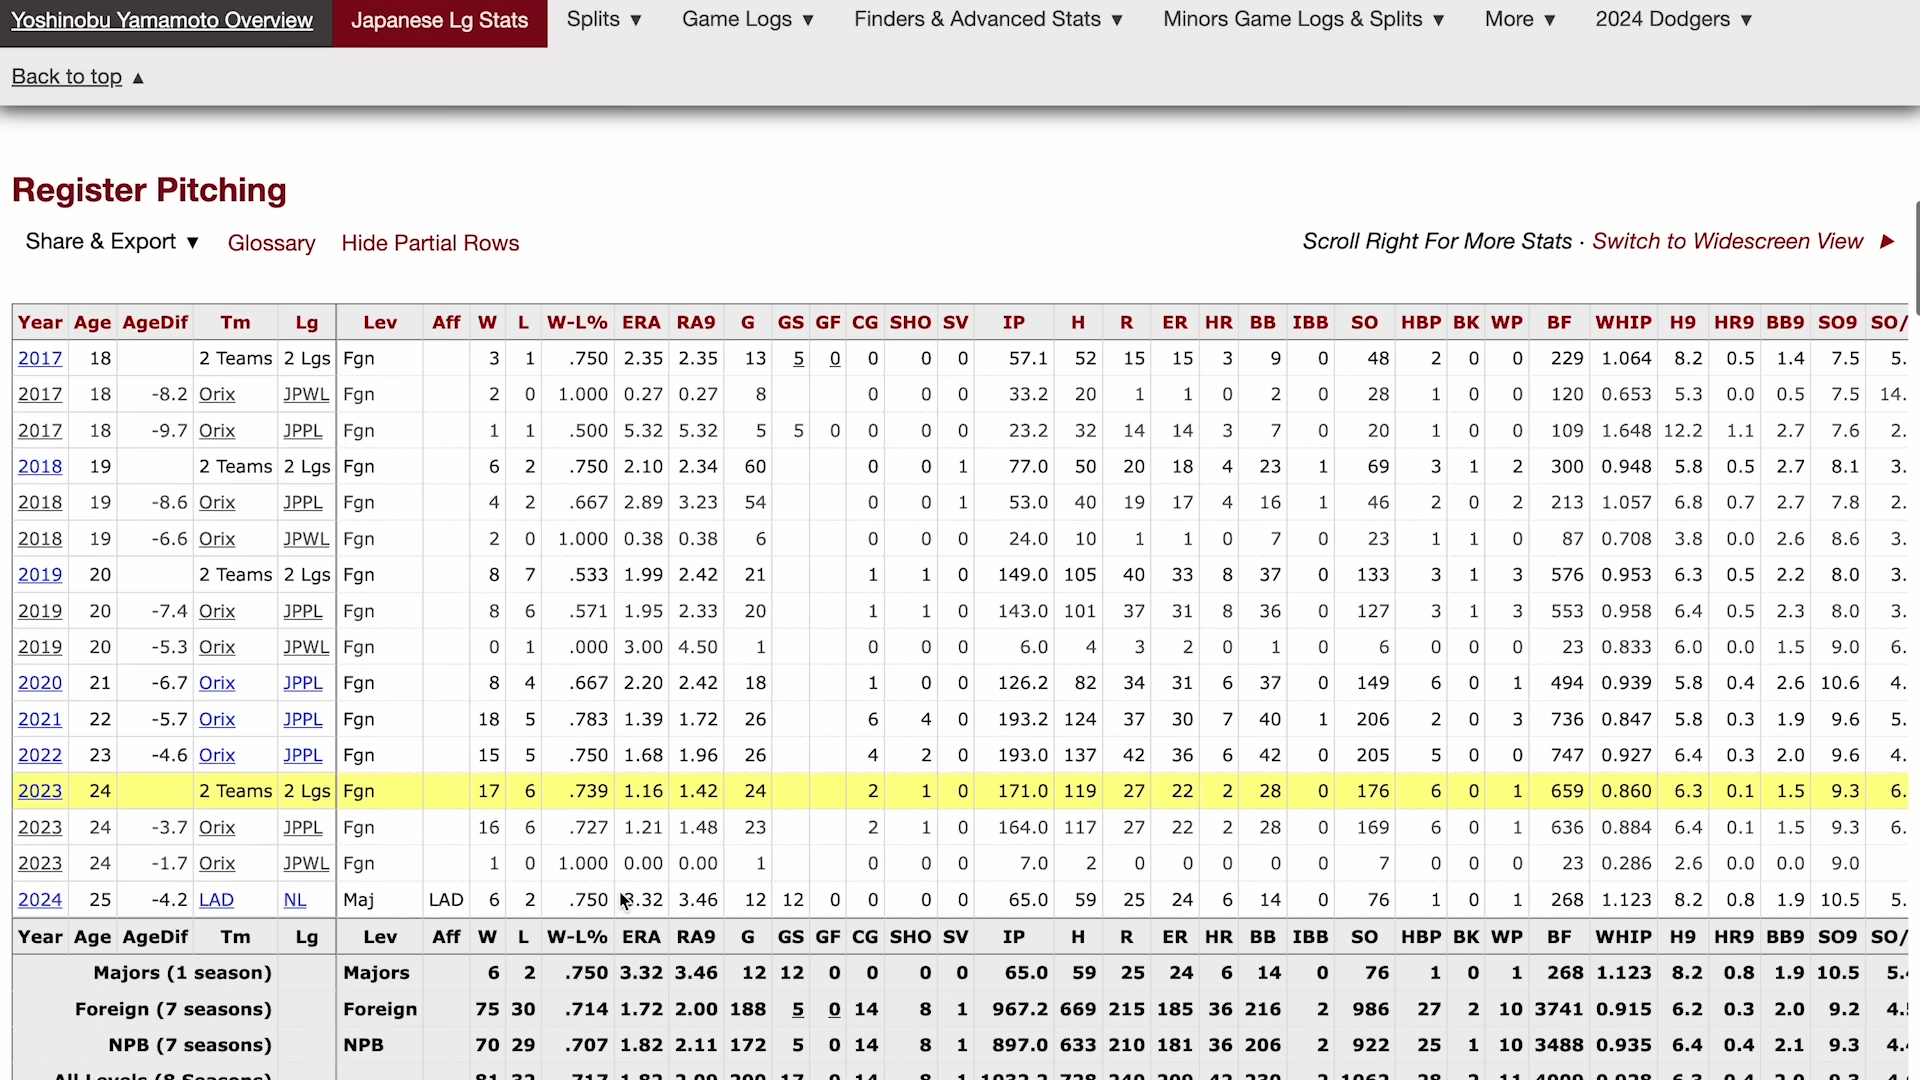 Yoshinobu Yamamoto Overview Japanese Lg Stats Splits ▼ Game Logs ▼ Finders & Advanced Stats ▼ Minors Game Logs & Splits ▼ More ▼ 2024 Dodgers ▼
Back to top ▲
Register Pitching
Share & Export ▼ Glossary Hide Partial Rows Scroll Right For More Stats · Switch to Widescreen View ▶
Year Age AgeDif Tm Lg Lev Aff W L W-L% ERA RA9 G GS GF CG SHO SV IP H R ER HR BB IBB SO HBP BK WP BF WHIP H9 HR9 BB9 SO9 SO/
2017 18 2 Teams 2 Lgs Fgn 3 1 .750 2.35 2.35 13 5 0 0 0 0 57.1 52 15 15 3 9 0 48 2 0 0 229 1.064 8.2 0.5 1.4 7.5 5.
2017 18 -8.2 Orix JPWL Fgn 2 0 1.000 0.27 0.27 8 0 0 0 33.2 20 1 1 0 2 0 28 1 0 0 120 0.653 5.3 0.0 0.5 7.5 14.
2017 18 -9.7 Orix JPPL Fgn 1 1 .500 5.32 5.32 5 5 0 0 0 0 23.2 32 14 14 3 7 0 20 1 0 0 109 1.648 12.2 1.1 2.7 7.6 2.
2018 19 2 Teams 2 Lgs Fgn 6 2 .750 2.10 2.34 60 0 0 1 77.0 50 20 18 4 23 1 69 3 1 2 300 0.948 5.8 0.5 2.7 8.1 3.
2018 19 -8.6 Orix JPPL Fgn 4 2 .667 2.89 3.23 54 0 0 1 53.0 40 19 17 4 16 1 46 2 0 2 213 1.057 6.8 0.7 2.7 7.8 2.
2018 19 -6.6 Orix JPWL Fgn 2 0 1.000 0.38 0.38 6 0 0 0 24.0 10 1 1 0 7 0 23 1 1 0 87 0.708 3.8 0.0 2.6 8.6 3.
2019 20 2 Teams 2 Lgs Fgn 8 7 .533 1.99 2.42 21 1 1 0 149.0 105 40 33 8 37 0 133 3 1 3 576 0.953 6.3 0.5 2.2 8.0 3.
2019 20 -7.4 Orix JPPL Fgn 8 6 .571 1.95 2.33 20 1 1 0 143.0 101 37 31 8 36 0 127 3 1 3 553 0.958 6.4 0.5 2.3 8.0 3.
2019 20 -5.3 Orix JPWL Fgn 0 1 .000 3.00 4.50 1 0 0 0 6.0 4 3 2 0 1 0 6 0 0 0 23 0.833 6.0 0.0 1.5 9.0 6.
2020 21 -6.7 Orix JPPL Fgn 8 4 .667 2.20 2.42 18 1 0 0 126.2 82 34 31 6 37 0 149 6 0 1 494 0.939 5.8 0.4 2.6 10.6 4.
2021 22 -5.7 Orix JPPL Fgn 18 5 .783 1.39 1.72 26 6 4 0 193.2 124 37 30 7 40 1 206 2 0 3 736 0.847 5.8 0.3 1.9 9.6 5.
2022 23 -4.6 Orix JPPL Fgn 15 5 .750 1.68 1.96 26 4 2 0 193.0 137 42 36 6 42 0 205 5 0 0 747 0.927 6.4 0.3 2.0 9.6 4.
2023 24 2 Teams 2 Lgs Fgn 17 6 .739 1.16 1.42 24 2 1 0 171.0 119 27 22 2 28 0 176 6 0 1 659 0.860 6.3 0.1 1.5 9.3 6.
2023 24 -3.7 Orix JPPL Fgn 16 6 .727 1.21 1.48 23 2 1 0 164.0 117 27 22 2 28 0 169 6 0 1 636 0.884 6.4 0.1 1.5 9.3 6.
2023 24 -1.7 Orix JPWL Fgn 1 0 1.000 0.00 0.00 1 0 0 0 7.0 2 0 0 0 0 0 7 0 0 0 23 0.286 2.6 0.0 0.0 9.0
2024 25 -4.2 LAD NL Maj LAD 6 2 .750 3.32 3.46 12 12 0 0 0 0 65.0 59 25 24 6 14 0 76 1 0 1 268 1.123 8.2 0.8 1.9 10.5 5.
Year Age AgeDif Tm Lg Lev Aff W L W-L% ERA RA9 G GS GF CG SHO SV IP H R ER HR BB IBB SO HBP BK WP BF WHIP H9 HR9 BB9 SO9 SO/
Majors (1 season) Majors 6 2 .750 3.32 3.46 12 12 0 0 0 0 65.0 59 25 24 6 14 0 76 1 0 1 268 1.123 8.2 0.8 1.9 10.5 5.
Foreign (7 seasons) Foreign 75 30 .714 1.72 2.00 188 5 0 14 8 1 967.2 669 215 185 36 216 2 986 27 2 10 3741 0.915 6.2 0.3 2.0 9.2 4.
NPB (7 seasons) NPB 70 29 .707 1.82 2.11 172 5 0 14 8 1 897.0 633 210 181 36 206 2 922 25 1 10 3488 0.935 6.4 0.4 2.1 9.3 4.
All Levels (8 Seasons)